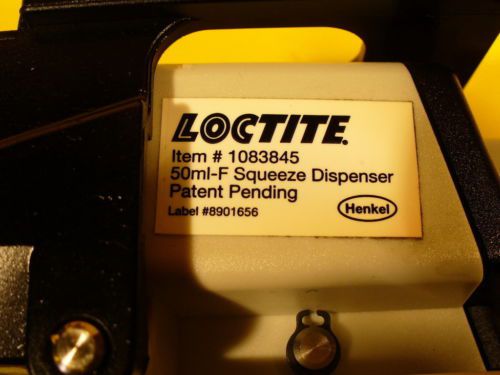 LOCTITE.
Item # 1083845
50ml-F Squeeze Dispenser
Patent Pending
Label #8901656
Henkel